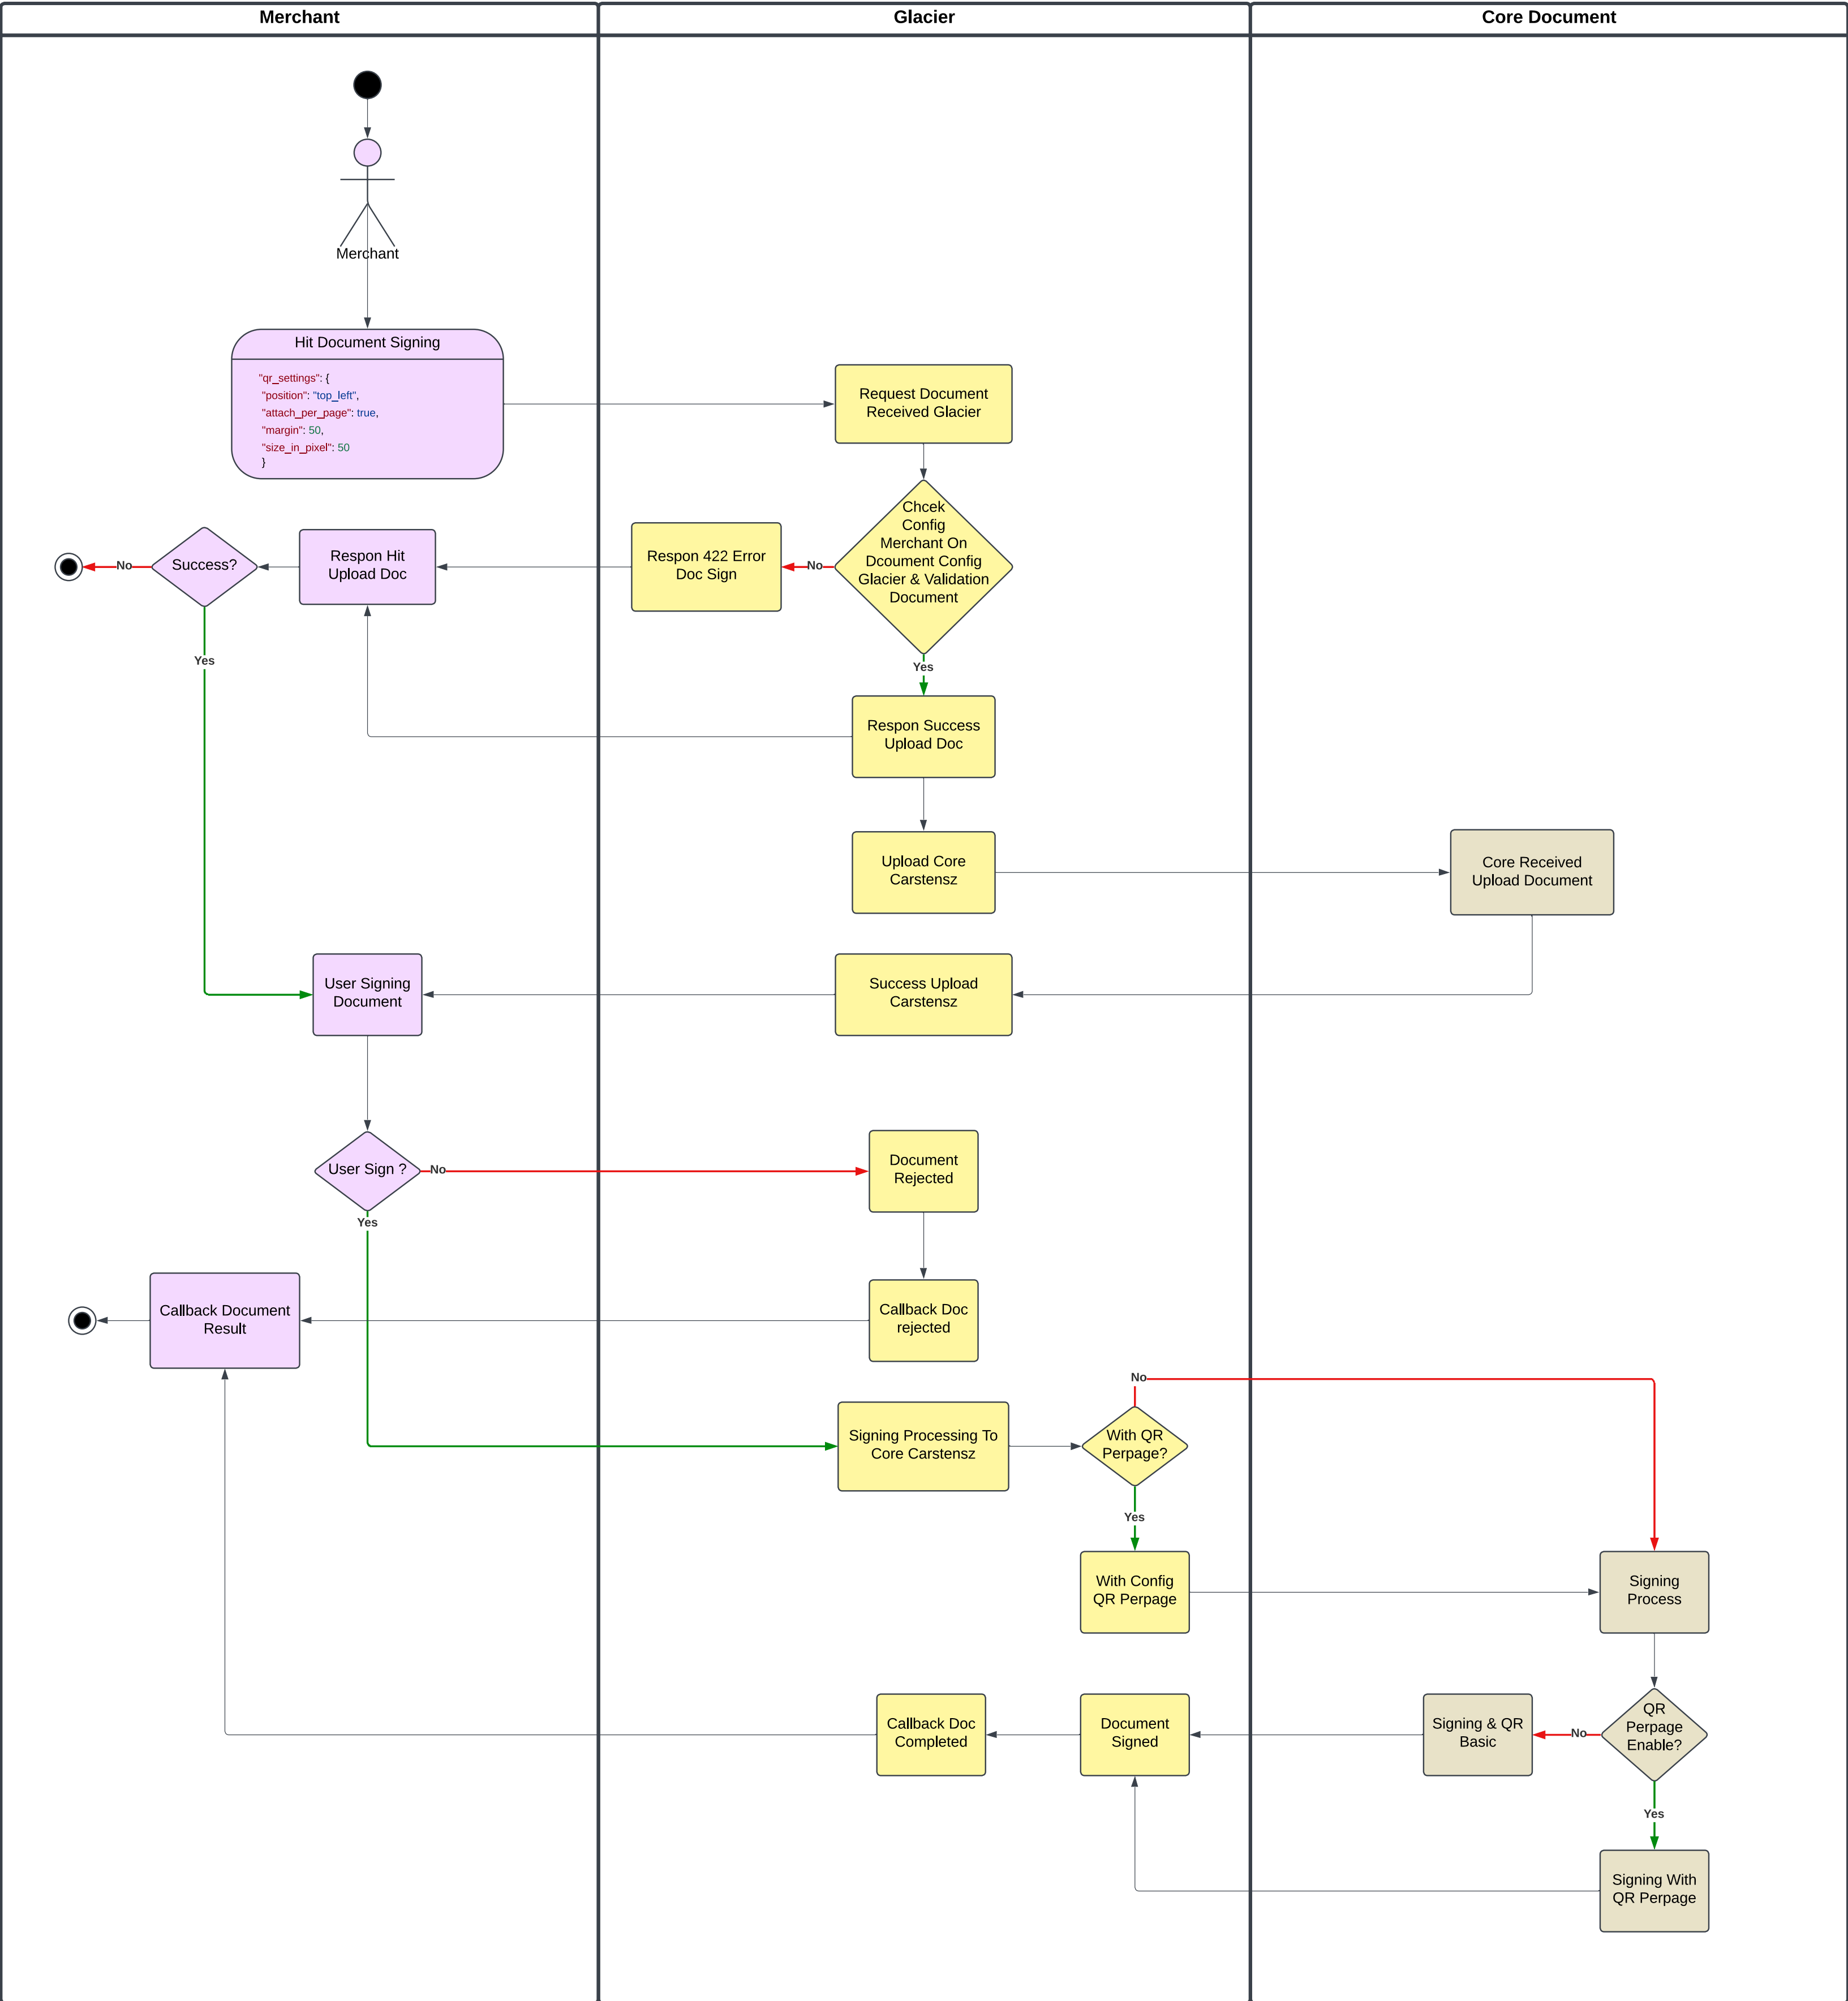 Merchant
Glacier
Core Document
Merchant
Hit Document Signing
"qr_settings": {
"position": "top_left",
"attach_per_page": true,
"margin": 50,
"size_in_pixel": 50
}
Request Document
Received Glacier
Chcek
Config
Merchant On
Dcoument Config
Glacier & Validation
Document
No
Respon 422 Error
Doc Sign
Respon Hit
Upload Doc
Success?
No
Yes
Yes
Respon Success
Upload Doc
Upload Core
Carstensz
Core Received
Upload Document
Success Upload
Carstensz
User Signing
Document
User Sign ?
No
Yes
Document
Rejected
Callback Doc
rejected
Callback Document
Result
Signing Processing To
Core Carstensz
With QR
Perpage?
No
Yes
With Config
QR Perpage
Signing
Process
QR
Perpage
Enable?
No
Yes
Signing & QR
Basic
Document
Signed
Callback Doc
Completed
Signing With
QR Perpage